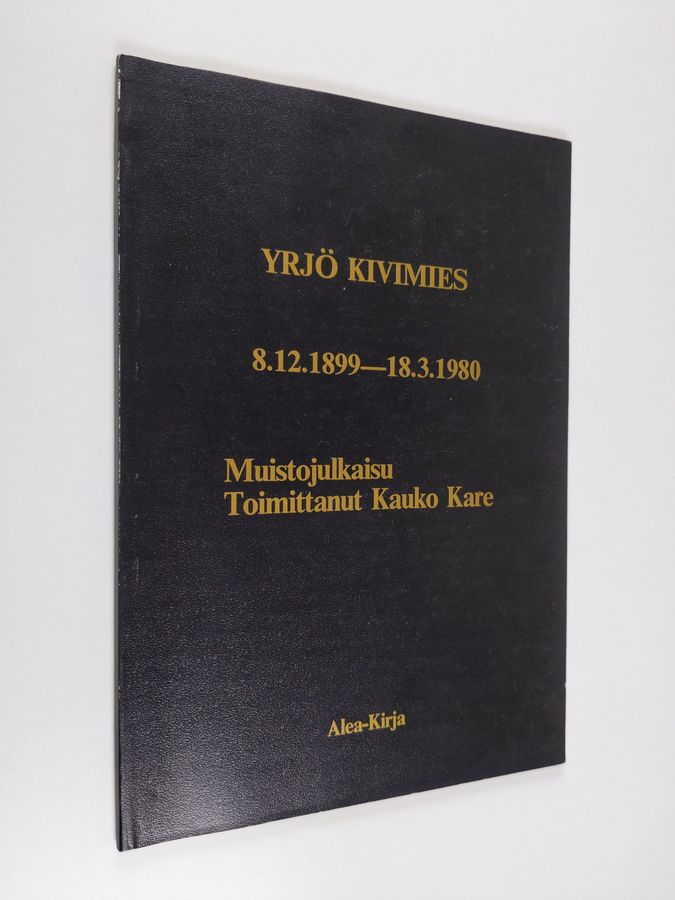 YRJÖ KIVIMIES
8.12.1899—18.3.1980
Muistojulkaisu
Toimittanut Kauko Kare
Alea-Kirja